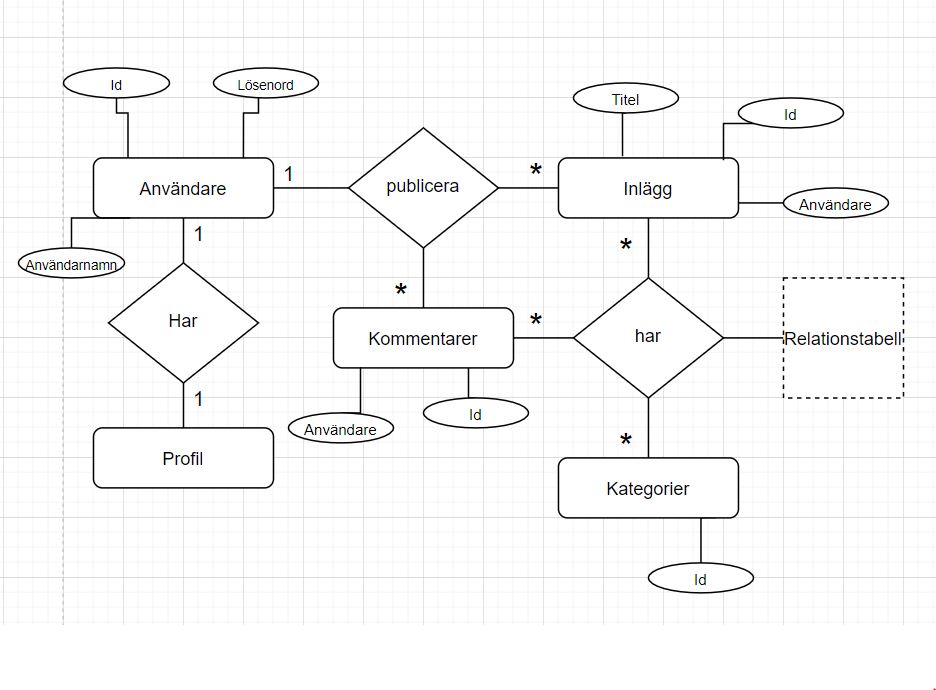 Id
Lösenord
Titel
Id
Användare
1
publicera
*
Inlägg
Användare
Användarnamn
1
*
Har
*
Kommentarer
*
har
Relationstabell
1
Användare
Id
*
Profil
Kategorier
Id